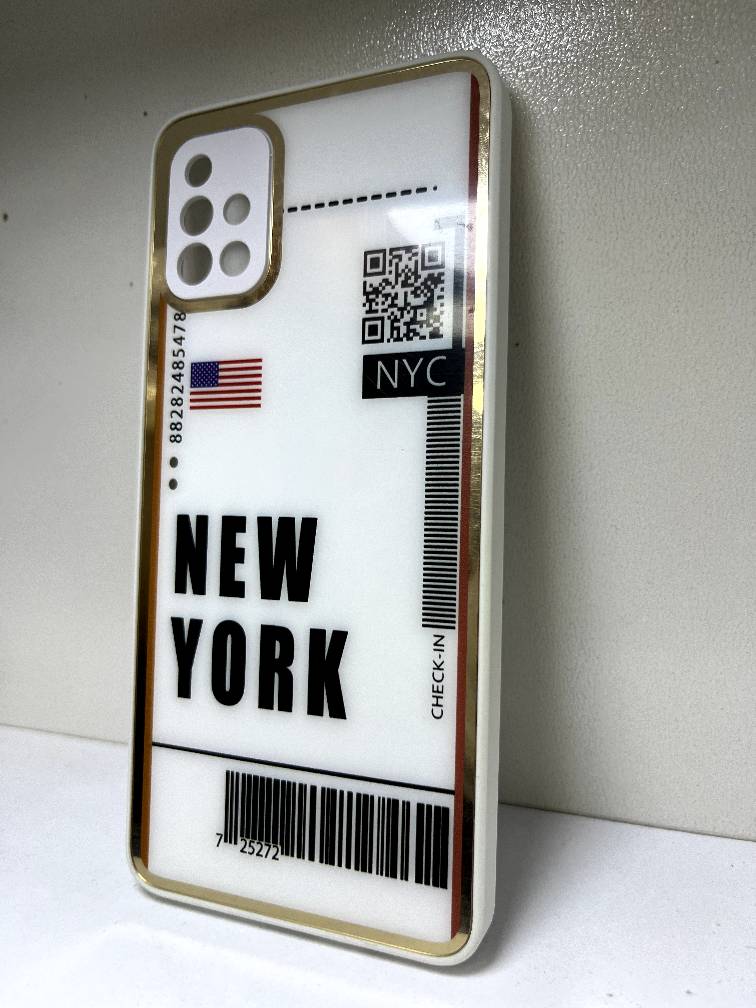 88282485478
NYC
NEW
YORK
CHECK-IN
7 25272